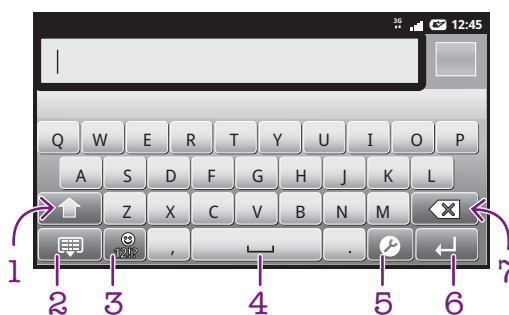 3G 12:45
Q W E R T Y U I O P
A S D F G H J K L
Z X C V B N M
12!? , .
1 2 3 4 5 6 7